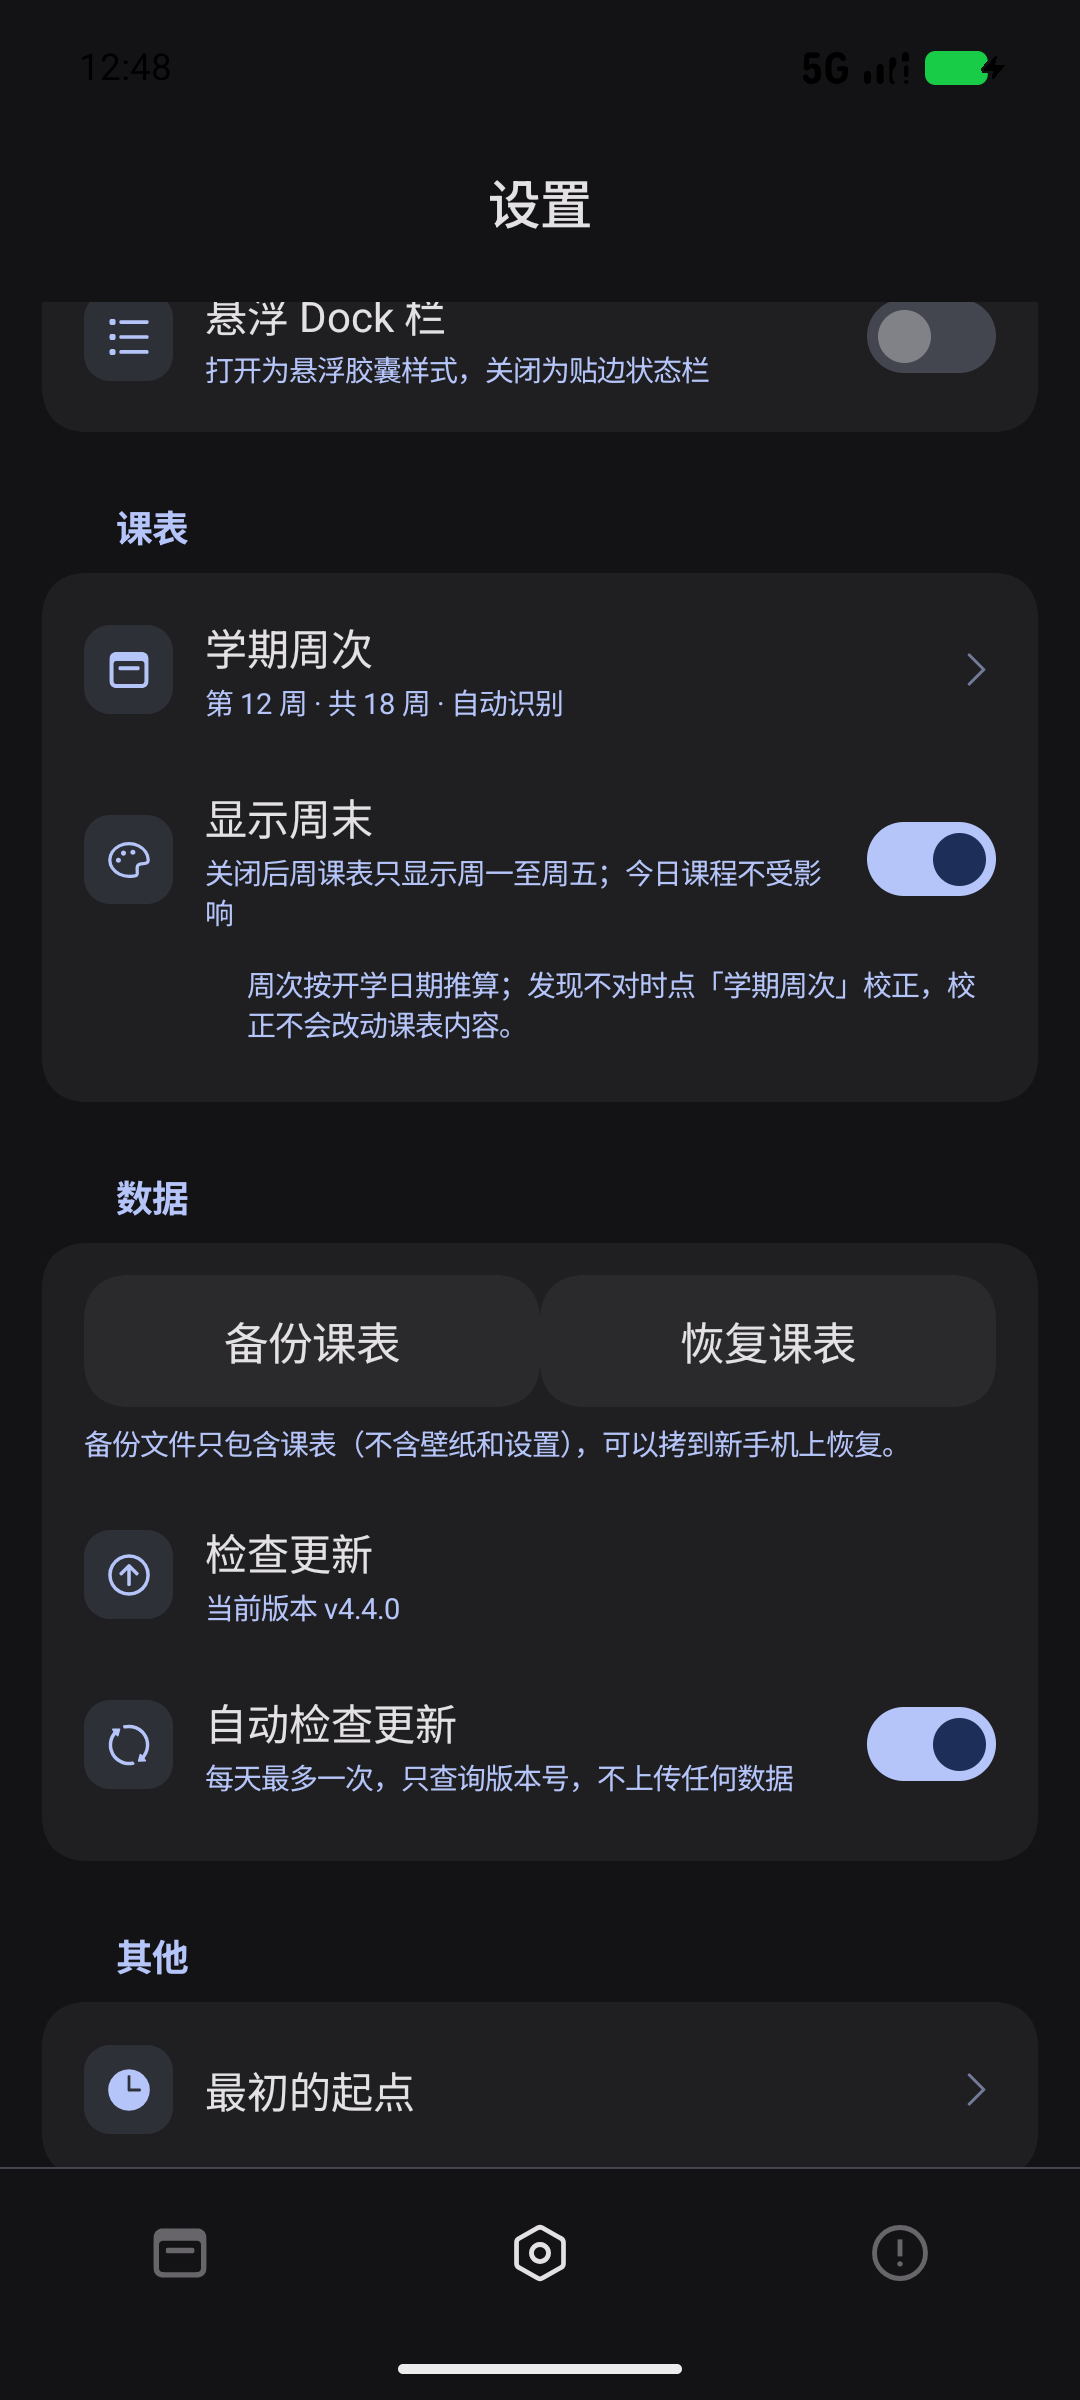 12:48
5G
设置
悬浮 Dock 栏
打开为悬浮胶囊样式，关闭为贴边状态栏
课表
学期周次
第 12 周 · 共 18 周 · 自动识别
显示周末
关闭后周课表只显示周一至周五；今日课程不受影
响
周次按开学日期推算；发现不对时点「学期周次」校正，校
正不会改动课表内容。
数据
备份课表
恢复课表
备份文件只包含课表（不含壁纸和设置），可以拷到新手机上恢复。
检查更新
当前版本 v4.4.0
自动检查更新
每天最多一次，只查询版本号，不上传任何数据
其他
最初的起点